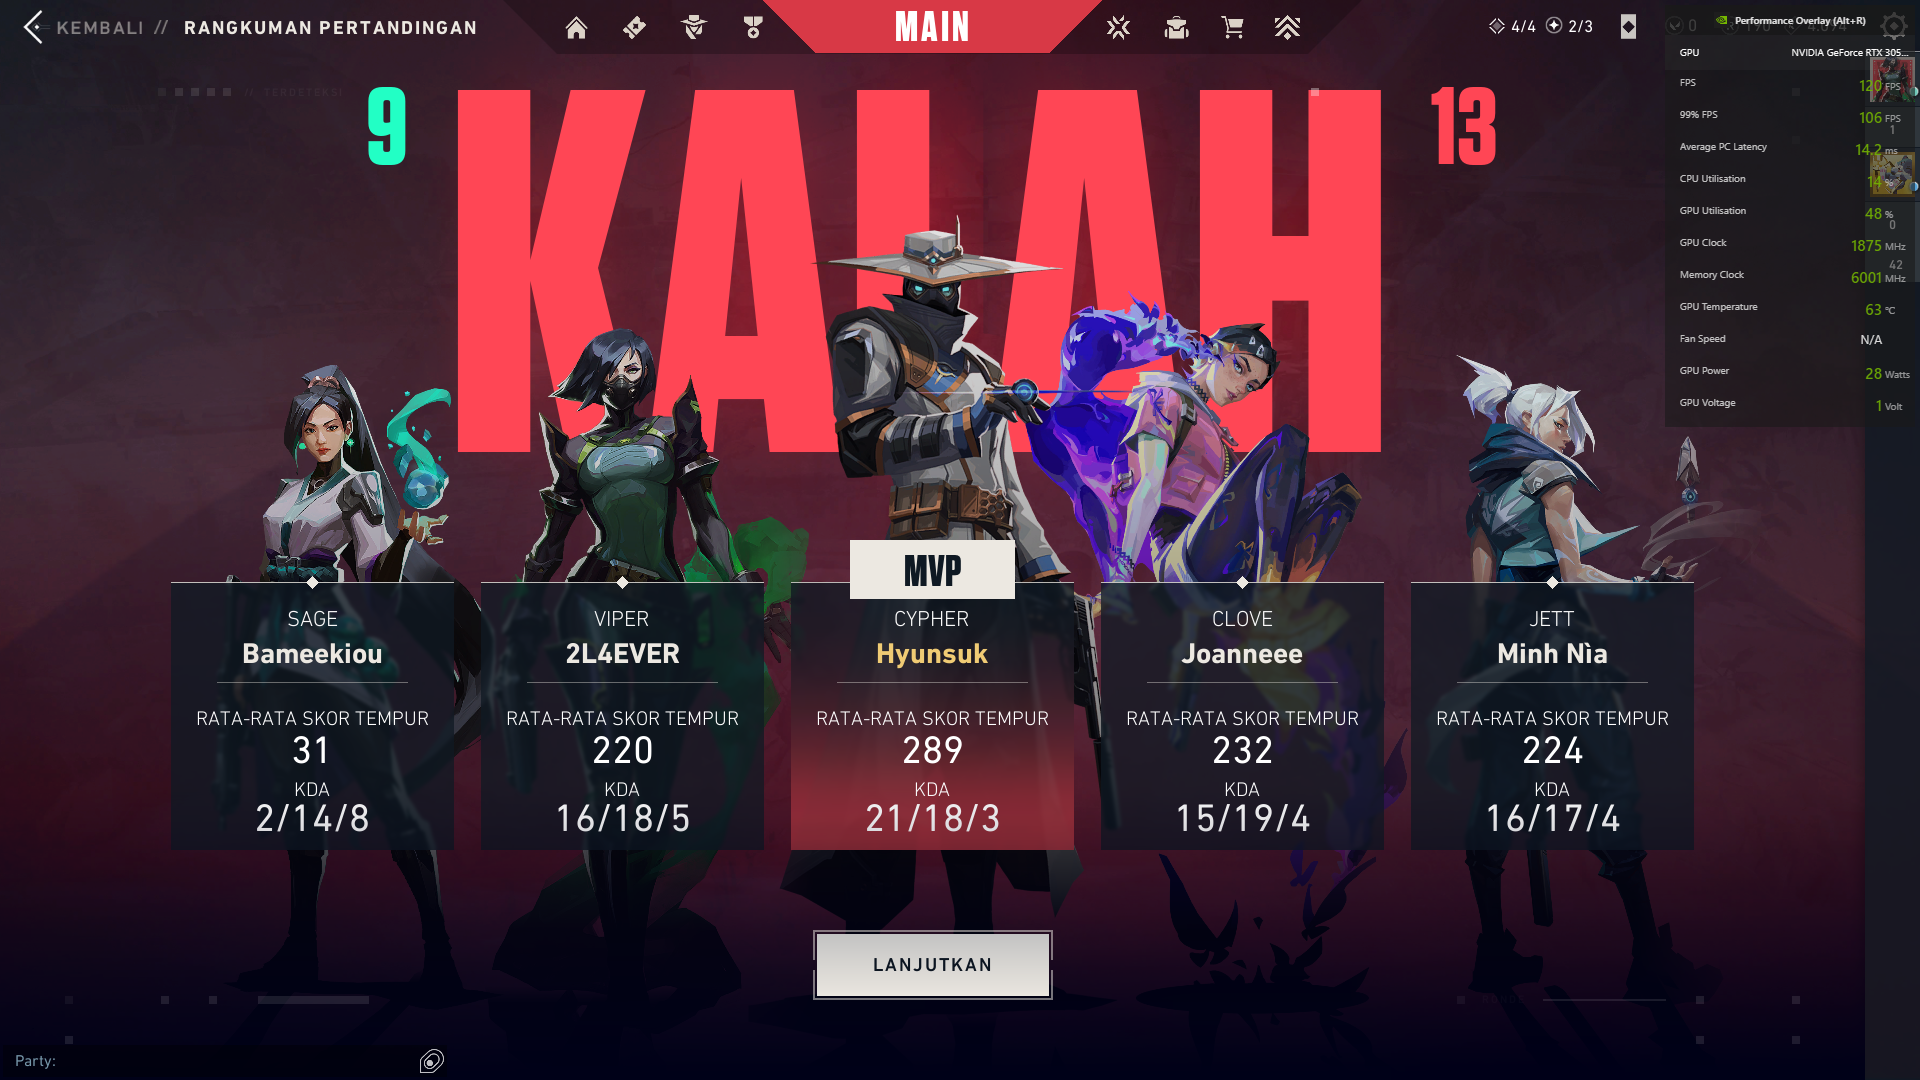 KEMBALI // RANGKUMAN PERTANDINGAN
MAIN
4/4 2/3
Performance Overlay (Alt+R)
GPU NVIDIA GeForce RTX 305...
FPS 120 FPS
99% FPS 106 FPS
1
Average PC Latency 14.2 ms
CPU Utilisation 14 %
GPU Utilisation 48 %
0
GPU Clock 1875 MHz
42
Memory Clock 6001 MHz
GPU Temperature 63 °C
Fan Speed N/A
GPU Power 28 Watts
GPU Voltage 1 Volt
9 KALAH 13
MVP
SAGE
Bameekiou
RATA-RATA SKOR TEMPUR
31
KDA
2/14/8
VIPER
2L4EVER
RATA-RATA SKOR TEMPUR
220
KDA
16/18/5
CYPHER
Hyunsuk
RATA-RATA SKOR TEMPUR
289
KDA
21/18/3
CLOVE
Joanneee
RATA-RATA SKOR TEMPUR
232
KDA
15/19/4
JETT
Minh Nìa
RATA-RATA SKOR TEMPUR
224
KDA
16/17/4
LANJUTKAN
Party: